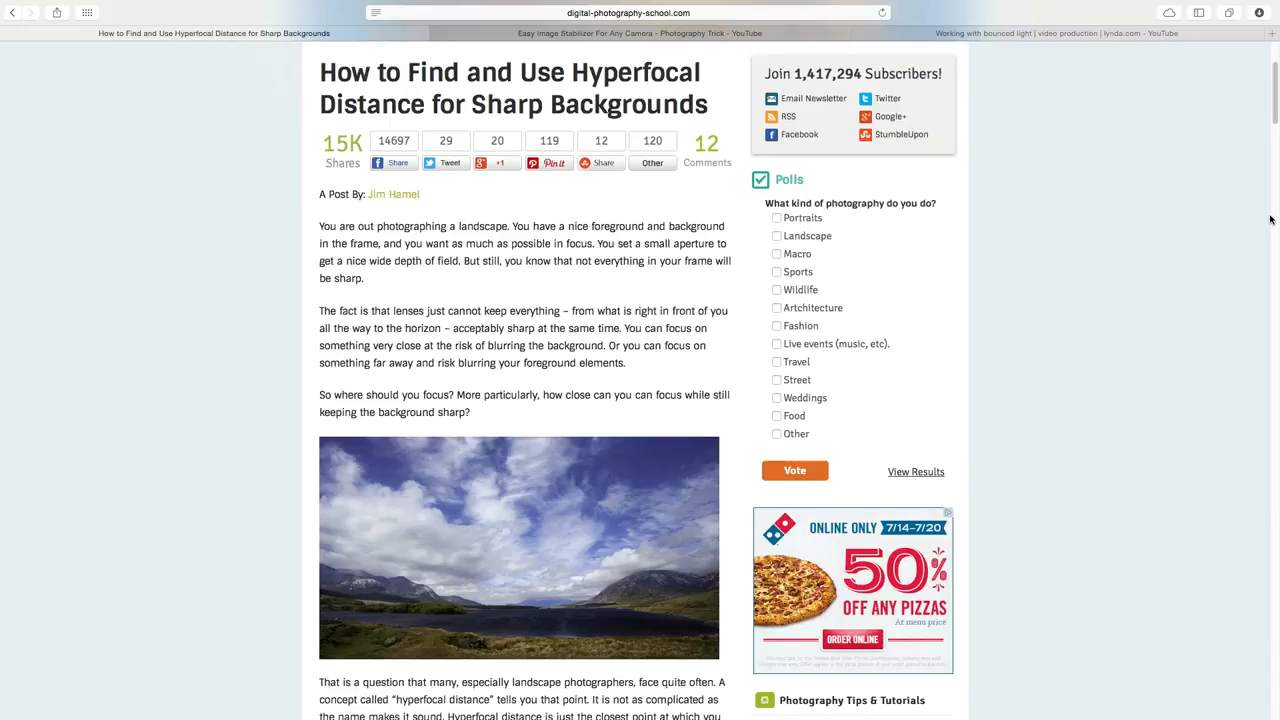 digital-photography-school.com
How to Find and Use Hyperfocal Distance for Sharp Backgrounds
Easy Image Stabilizer For Any Camera - Photography Trick - YouTube
Working with bounced light | video production | lynda.com - YouTube
How to Find and Use Hyperfocal
Distance for Sharp Backgrounds
15K
Shares
14697
29
20
119
12
120
Share
Tweet
+1
Pin it
Share
Other
12
Comments
A Post By: Jim Hamel
You are out photographing a landscape. You have a nice foreground and background
in the frame, and you want as much as possible in focus. You set a small aperture to
get a nice wide depth of field. But still, you know that not everything in your frame will
be sharp.
The fact is that lenses just cannot keep everything – from what is right in front of you
all the way to the horizon – acceptably sharp at the same time. You can focus on
something very close at the risk of blurring the background. Or you can focus on
something far away and risk blurring your foreground elements.
So where should you focus? More particularly, how close can you can focus while still
keeping the background sharp?
That is a question that many, especially landscape photographers, face quite often. A
concept called “hyperfocal distance” tells you that point. It is not as complicated as
the name makes it sound. Hyperfocal distance is just the closest point at which you
Join 1,417,294 Subscribers!
Email Newsletter
Twitter
RSS
Google+
Facebook
StumbleUpon
Polls
What kind of photography do you do?
Portraits
Landscape
Macro
Sports
Wildlife
Artchitecture
Fashion
Live events (music, etc).
Travel
Street
Weddings
Food
Other
Vote
View Results
ONLINE ONLY 7/14–7/20
50%
OFF ANY PIZZAS
At menu price
ORDER ONLINE
Photography Tips & Tutorials